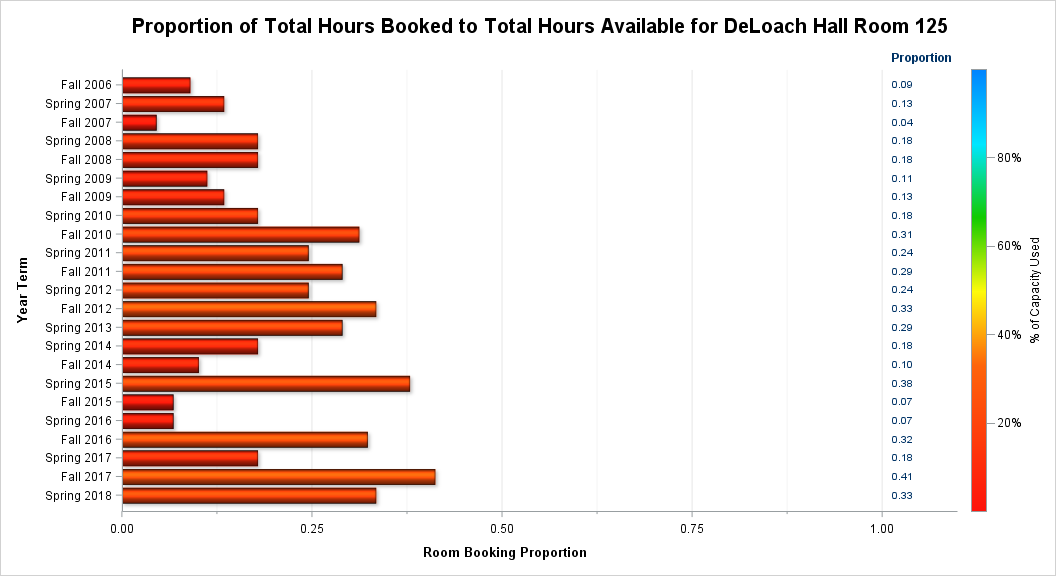 Proportion of Total Hours Booked to Total Hours Available for DeLoach Hall Room 125
Proportion
Fall 2006 0.09
Spring 2007 0.13
Fall 2007 0.04
Spring 2008 0.18
Fall 2008 0.18
Spring 2009 0.11
Fall 2009 0.13
Spring 2010 0.18
Fall 2010 0.31
Spring 2011 0.24
Fall 2011 0.29
Spring 2012 0.24
Fall 2012 0.33
Spring 2013 0.29
Spring 2014 0.18
Fall 2014 0.10
Spring 2015 0.38
Fall 2015 0.07
Spring 2016 0.07
Fall 2016 0.32
Spring 2017 0.18
Fall 2017 0.41
Spring 2018 0.33
Year Term
80%
60%
40%
20%
% of Capacity Used
0.00 0.25 0.50 0.75 1.00
Room Booking Proportion